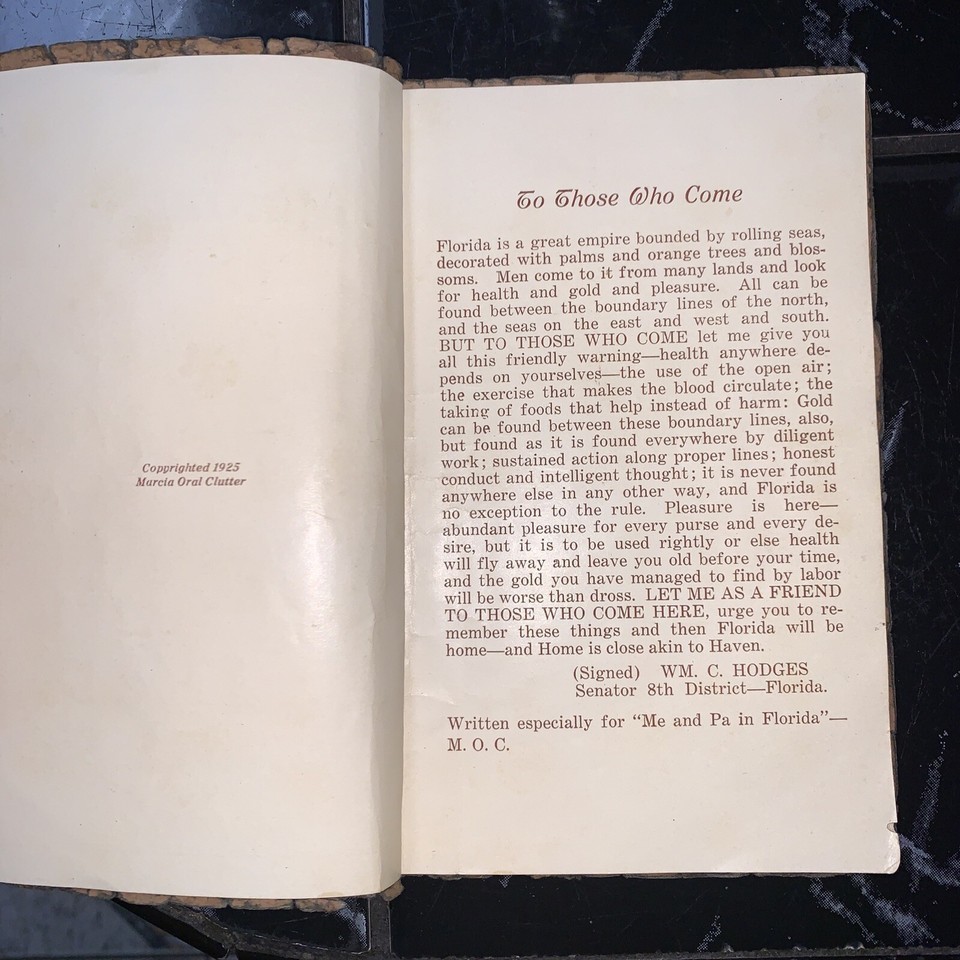 Copyrighted 1925
Marcia Oral Clutter
To Those Who Come
Florida is a great empire bounded by rolling seas,
decorated with palms and orange trees and blos-
soms. Men come to it from many lands and look
for health and gold and pleasure. All can be
found between the boundary lines of the north,
and the seas on the east and west and south.
BUT TO THOSE WHO COME let me give you
all this friendly warning—health anywhere de-
pends on yourselves—the use of the open air;
the exercise that makes the blood circulate; the
taking of foods that help instead of harm: Gold
can be found between these boundary lines, also,
but found as it is found everywhere by diligent
work; sustained action along proper lines; honest
conduct and intelligent thought; it is never found
anywhere else in any other way, and Florida is
no exception to the rule. Pleasure is here—
abundant pleasure for every purse and every de-
sire, but it is to be used rightly or else health
will fly away and leave you old before your time,
and the gold you have managed to find by labor
will be worse than dross. LET ME AS A FRIEND
TO THOSE WHO COME HERE, urge you to re-
member these things and then Florida will be
home—and Home is close akin to Haven.
(Signed) WM. C. HODGES
Senator 8th District—Florida.
Written especially for "Me and Pa in Florida"—
M. O. C.